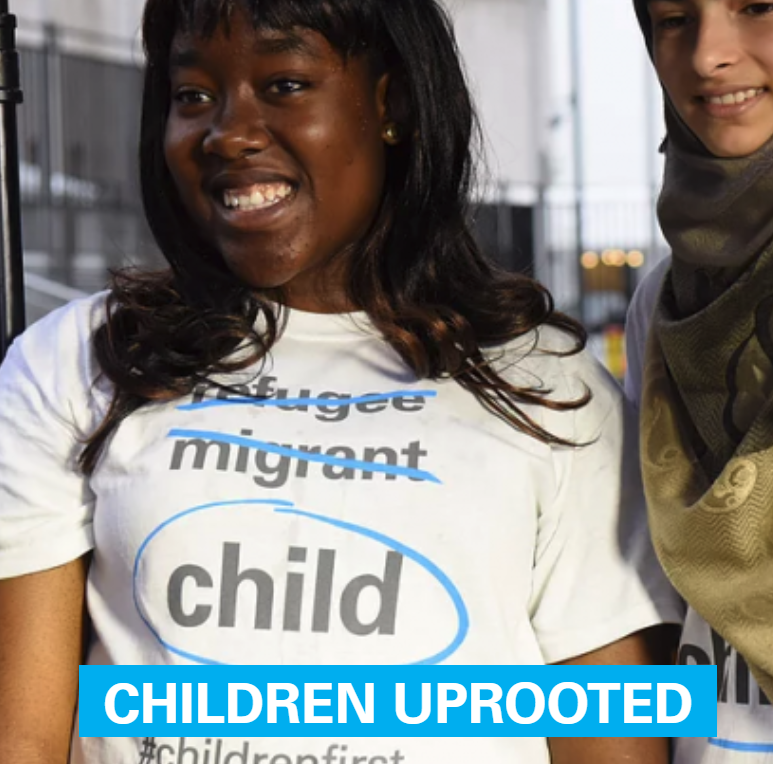 refugee
migrant
child
CHILDREN UPROOTED
#childrenfirst